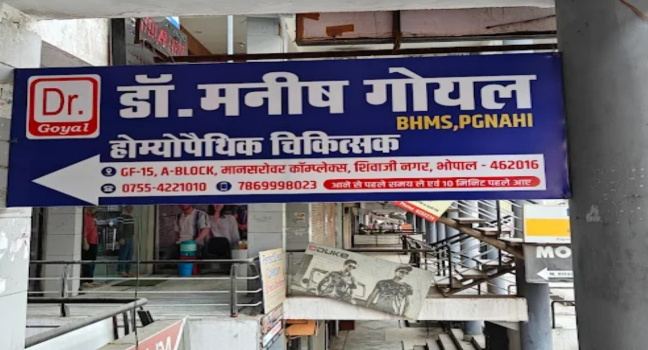 Dr.
Goyal
डॉ. मनीष गोयल
BHMS,PGNAHI
होम्योपैथिक चिकित्सक
GF-15, A-BLOCK, मानसरोवर कॉम्प्लेक्स, शिवाजी नगर, भोपाल - 462016
0755-4221010 7869998023 आने से पहले समय ले एवं 10 मिनिट पहले आए
DUKE
MO